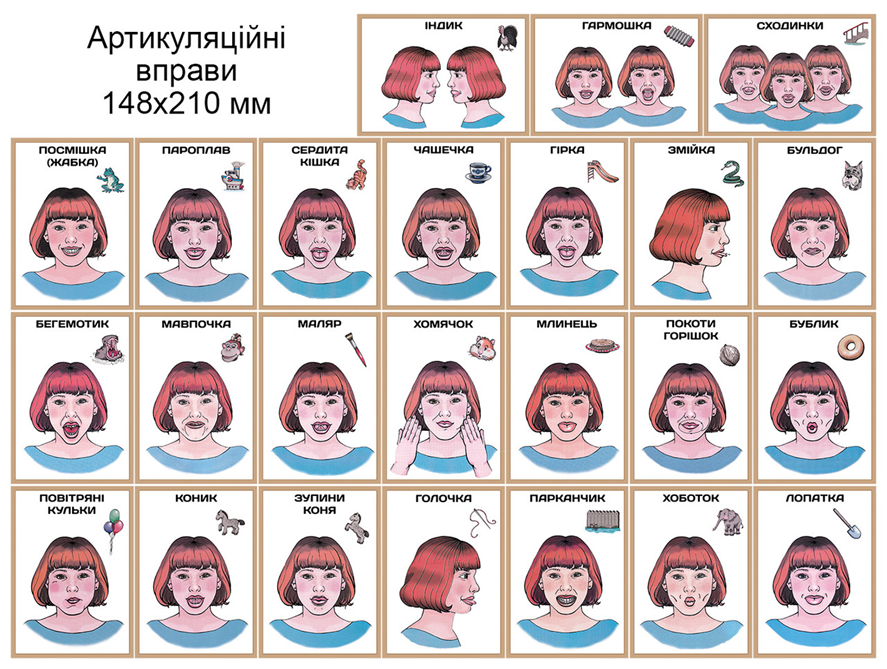 Артикуляційні
вправи
148х210 мм
ІНДИК
ГАРМОШКА
СХОДИНКИ
ПОСМІШКА
(ЖАБКА)
ПАРОПЛАВ
СЕРДИТА
КІШКА
ЧАШЕЧКА
ГІРКА
ЗМІЙКА
БУЛЬДОГ
БЕГЕМОТИК
МАВПОЧКА
МАЛЯР
ХОМЯЧОК
МЛИНЕЦЬ
ПОКОТИ
ГОРІШОК
БУБЛИК
ПОВІТРЯНІ
КУЛЬКИ
КОНИК
ЗУПИНИ
КОНЯ
ГОЛОЧКА
ПАРКАНЧИК
ХОБОТОК
ЛОПАТКА